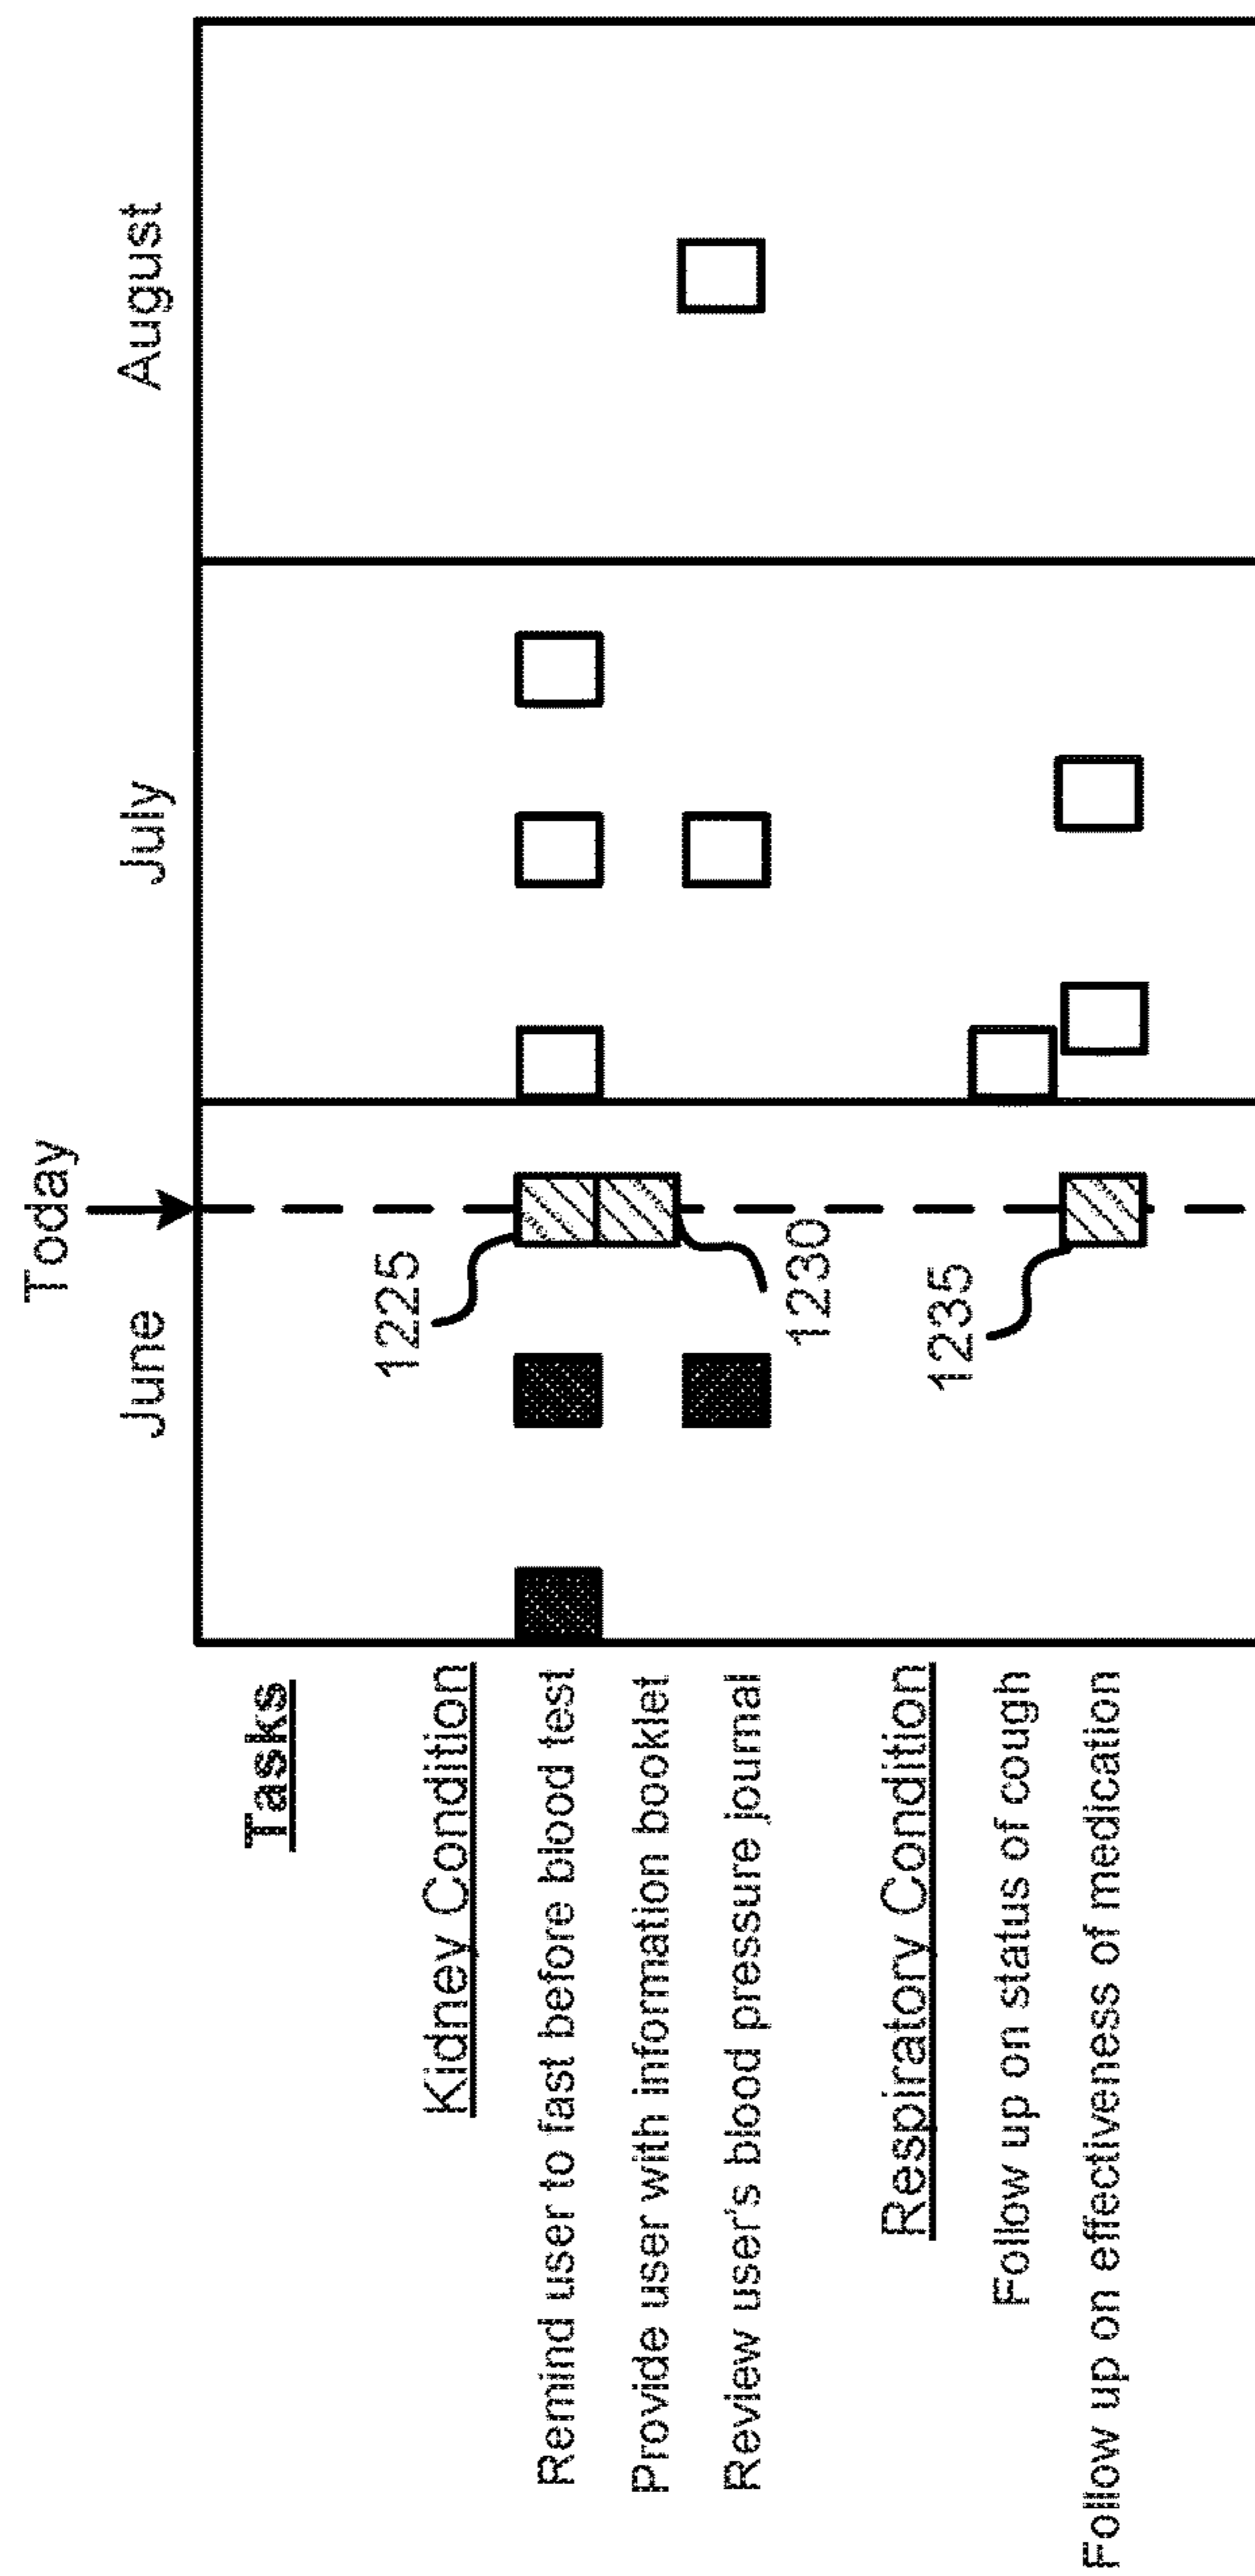 Today
June
July
August
Tasks
Kidney Condition
1225
Remind user to fast before blood test
Provide user with information booklet
Review user's blood pressure journal
1230
Respiratory Condition
1235
Follow up on status of cough
Follow up on effectiveness of medication